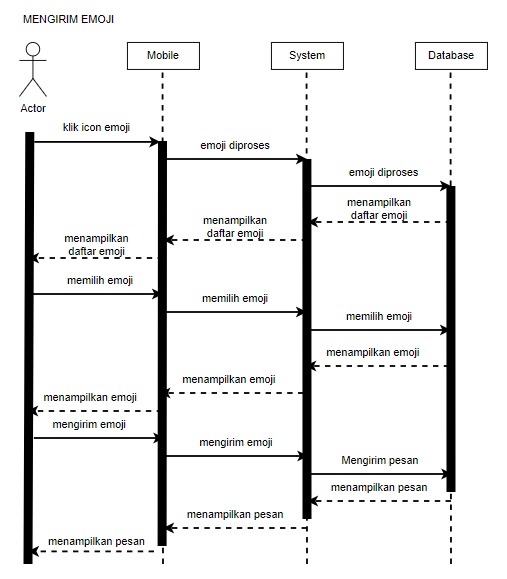 MENGIRIM EMOJI
Mobile
System
Database
Actor
klik icon emoji
emoji diproses
emoji diproses
menampilkan
daftar emoji
menampilkan
daftar emoji
menampilkan
daftar emoji
memilih emoji
memilih emoji
memilih emoji
menampilkan emoji
menampilkan emoji
menampilkan emoji
mengirim emoji
mengirim emoji
Mengirim pesan
menampilkan pesan
menampilkan pesan
menampilkan pesan